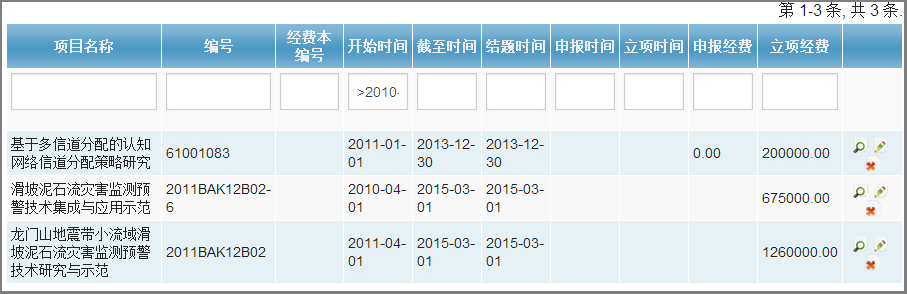 第 1-3 条, 共 3 条.
项目名称 编号 经费本编号 开始时间 截至时间 结题时间 申报时间 立项时间 申报经费 立项经费
>2010-
基于多信道分配的认知 61001083 2011-01- 2013-12- 2013-12- 0.00 200000.00
网络信道分配策略研究 01 30 30
滑坡泥石流灾害监测预 2011BAK12B02- 2010-04- 2015-03- 2015-03- 675000.00
警技术集成与应用示范 6 01 01 01
龙门山地震带小流域滑
坡泥石流灾害监测预警 2011BAK12B02 2011-04- 2015-03- 2015-03- 1260000.00
技术研究与示范 01 01 01